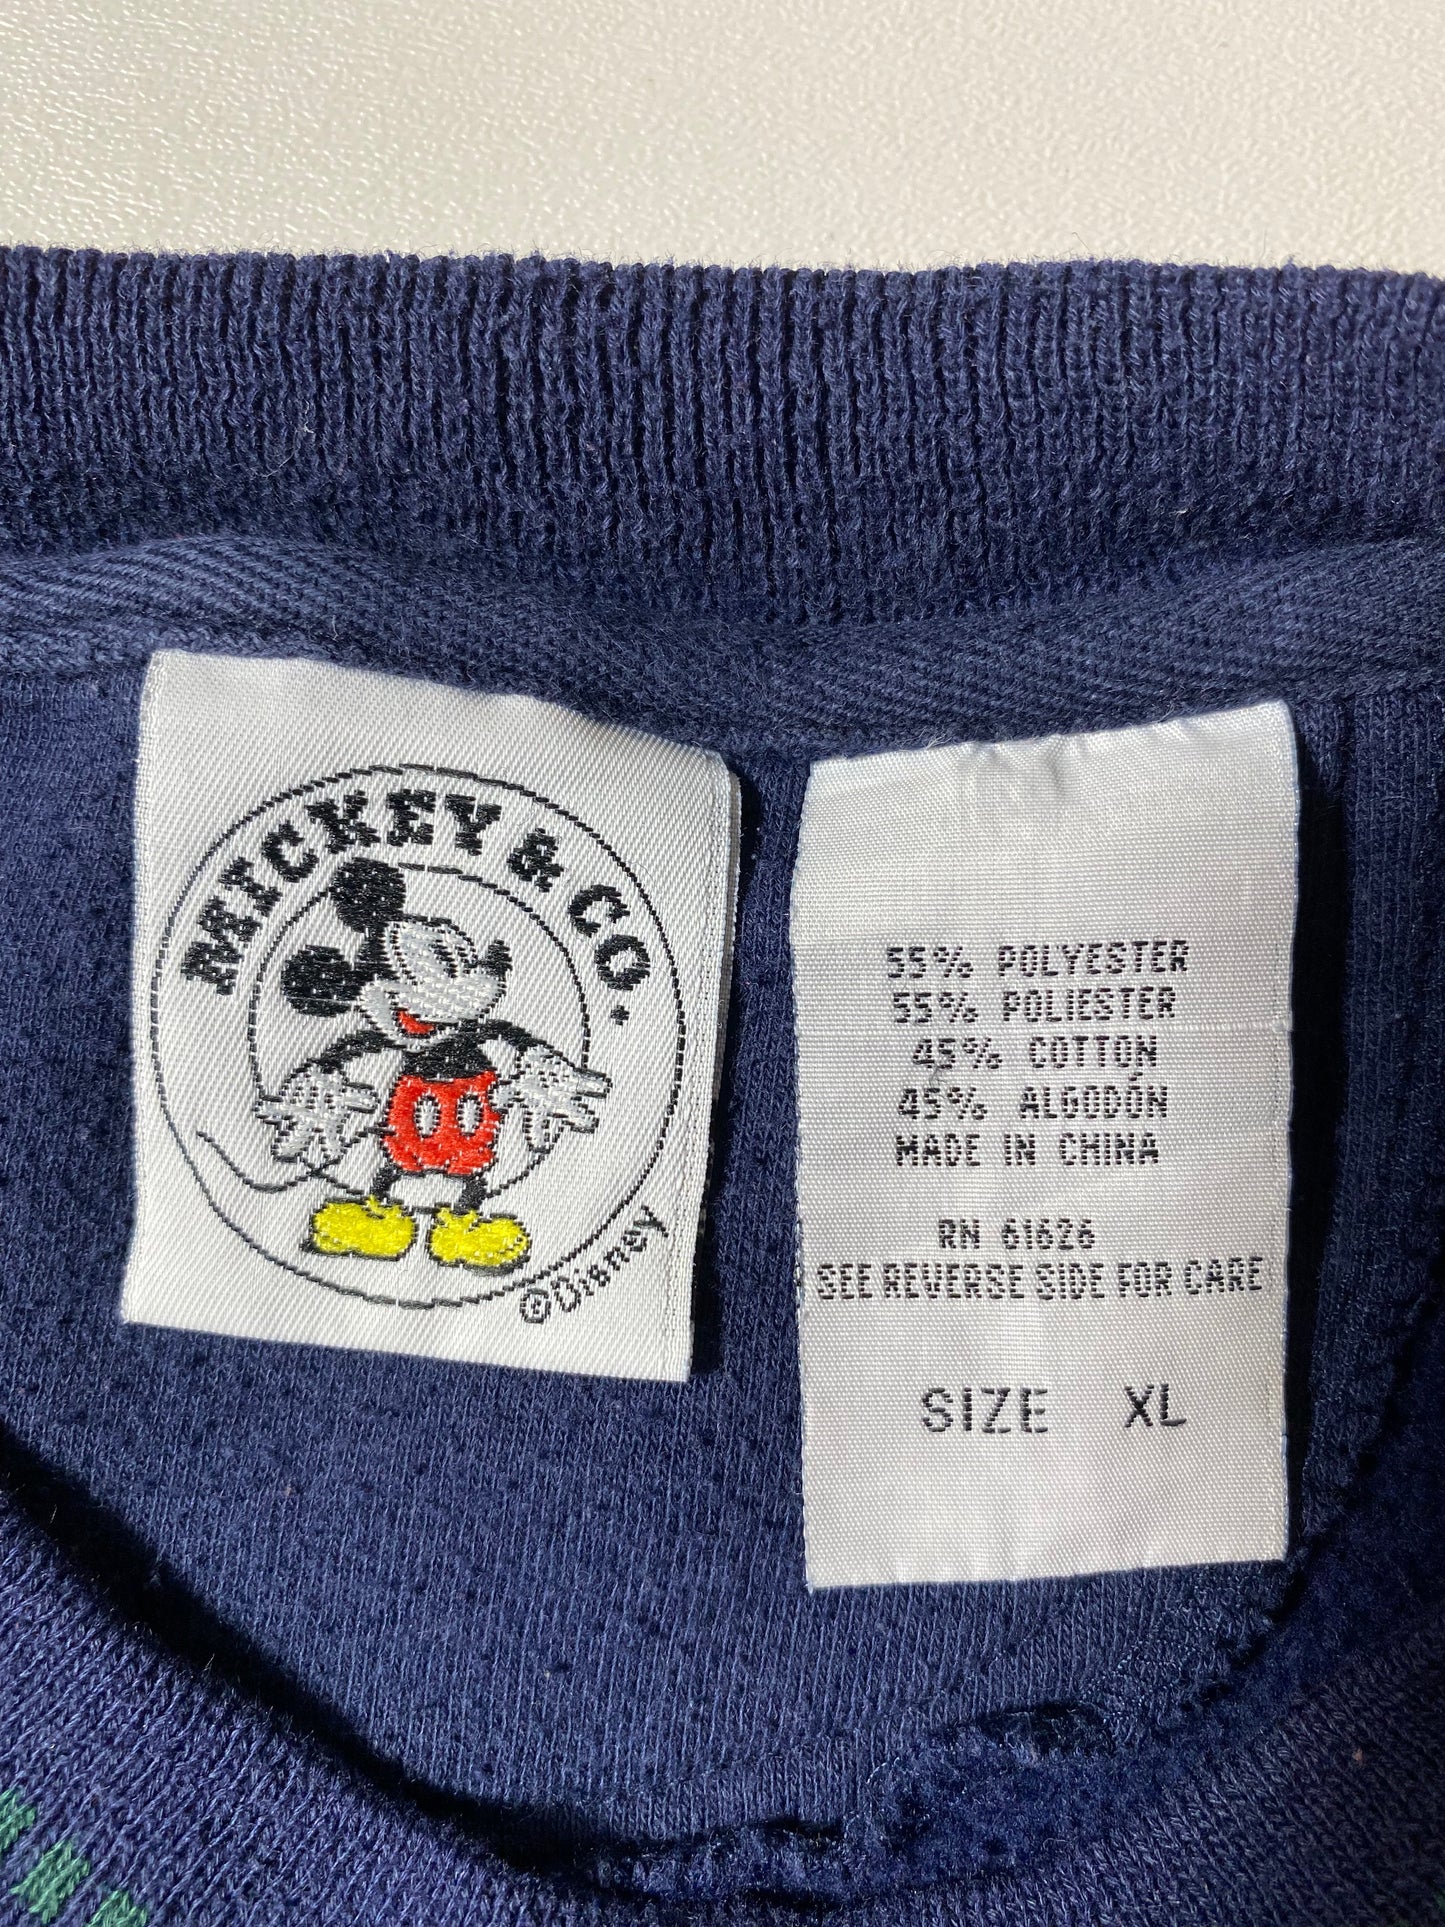 MICKEY & CO.
©Disney
55% POLYESTER
55% POLIESTER
45% COTTON
45% ALGODÓN
MADE IN CHINA
RN 61626
SEE REVERSE SIDE FOR CARE
SIZE XL